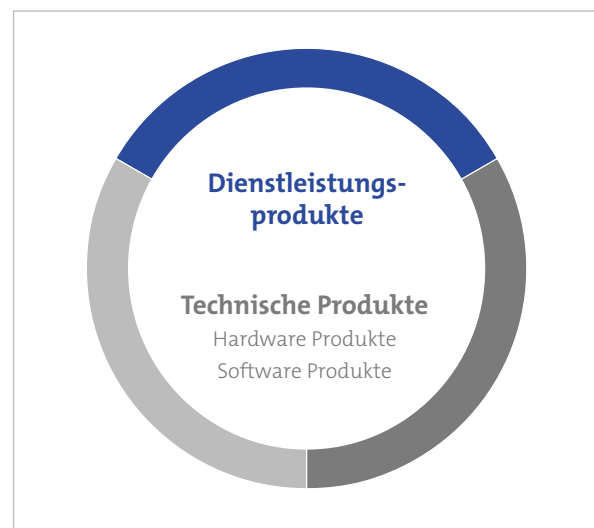 Dienstleistungs-
produkte
Technische Produkte
Hardware Produkte
Software Produkte